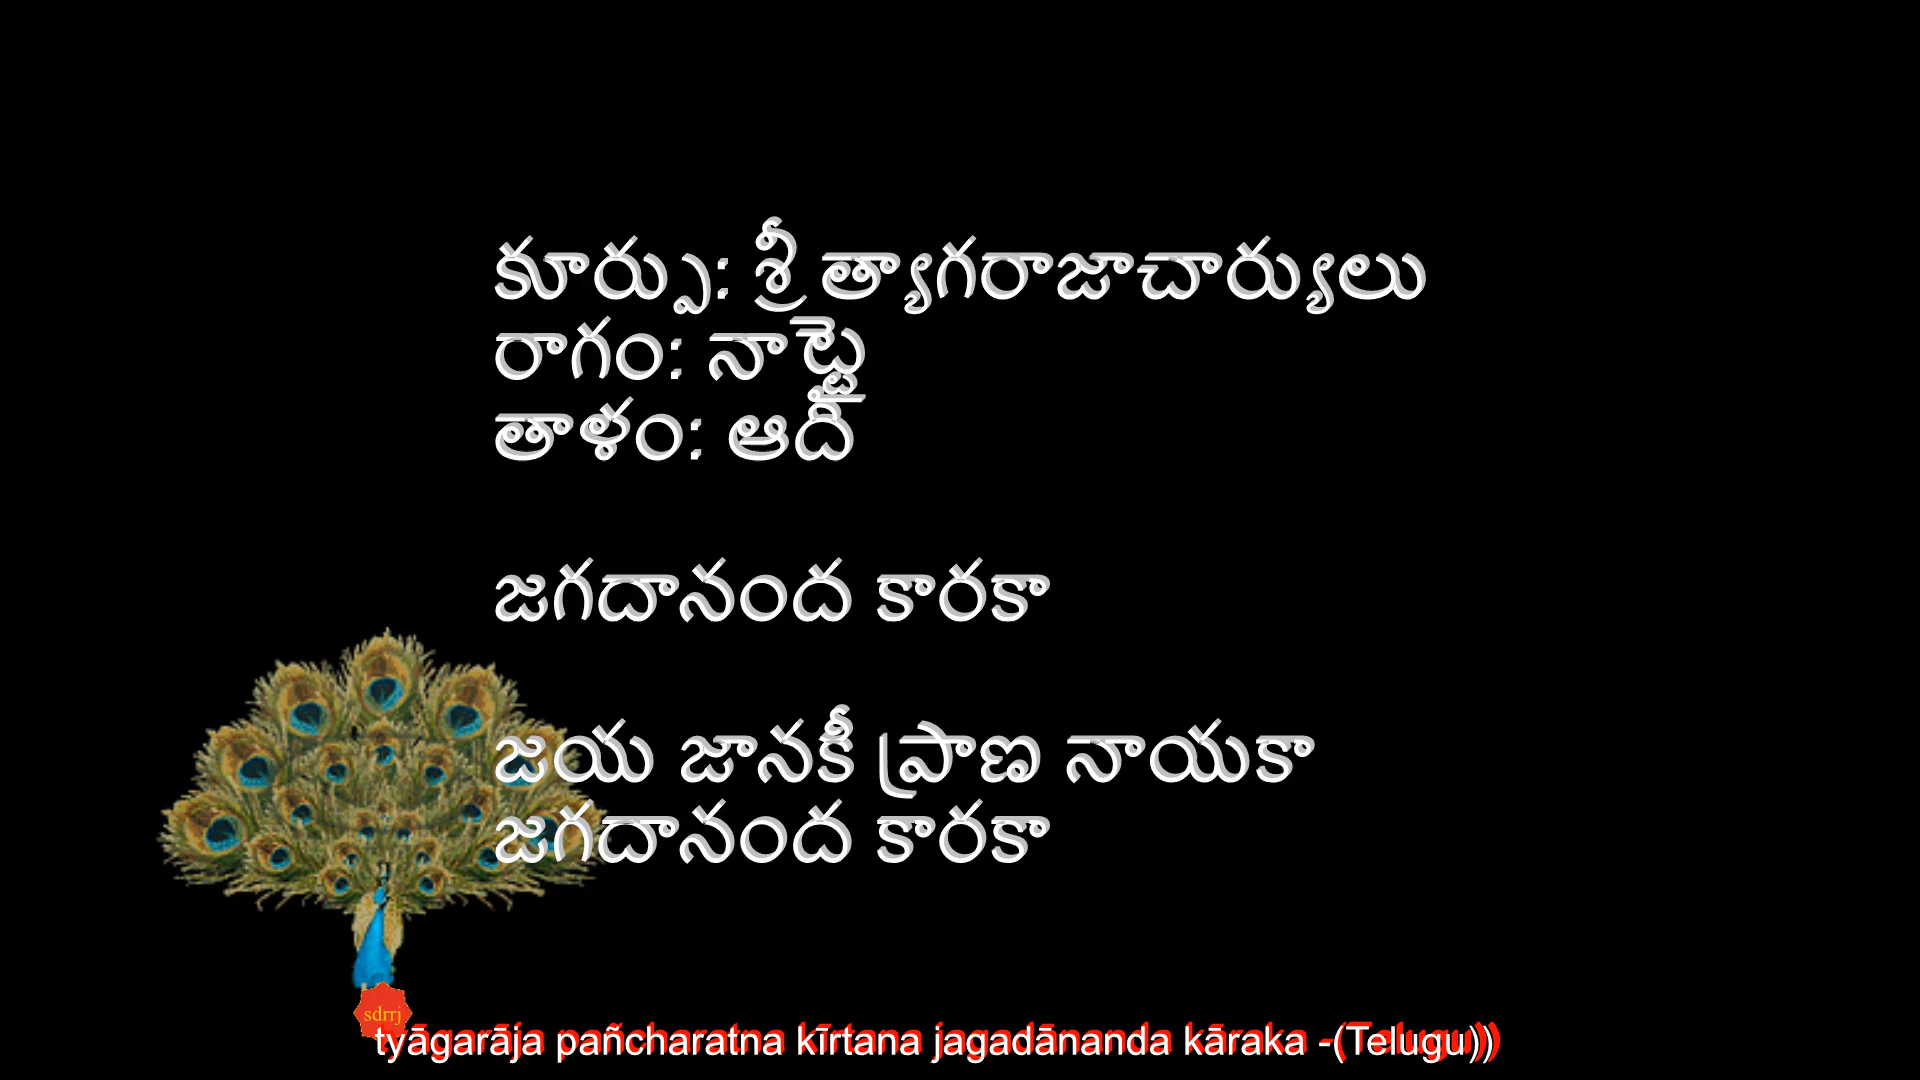 కూర్పు: శ్రీ త్యాగరాజాచార్యులు
రాగం: నాట్టై
తాళం: ఆది
జగదానంద కారకా
జయ జానకీ ప్రాణ నాయకా
జగదానంద కారకా
sdrrj
tyāgarāja pañcharatna kīrtana jagadānanda kāraka -(Telugu))